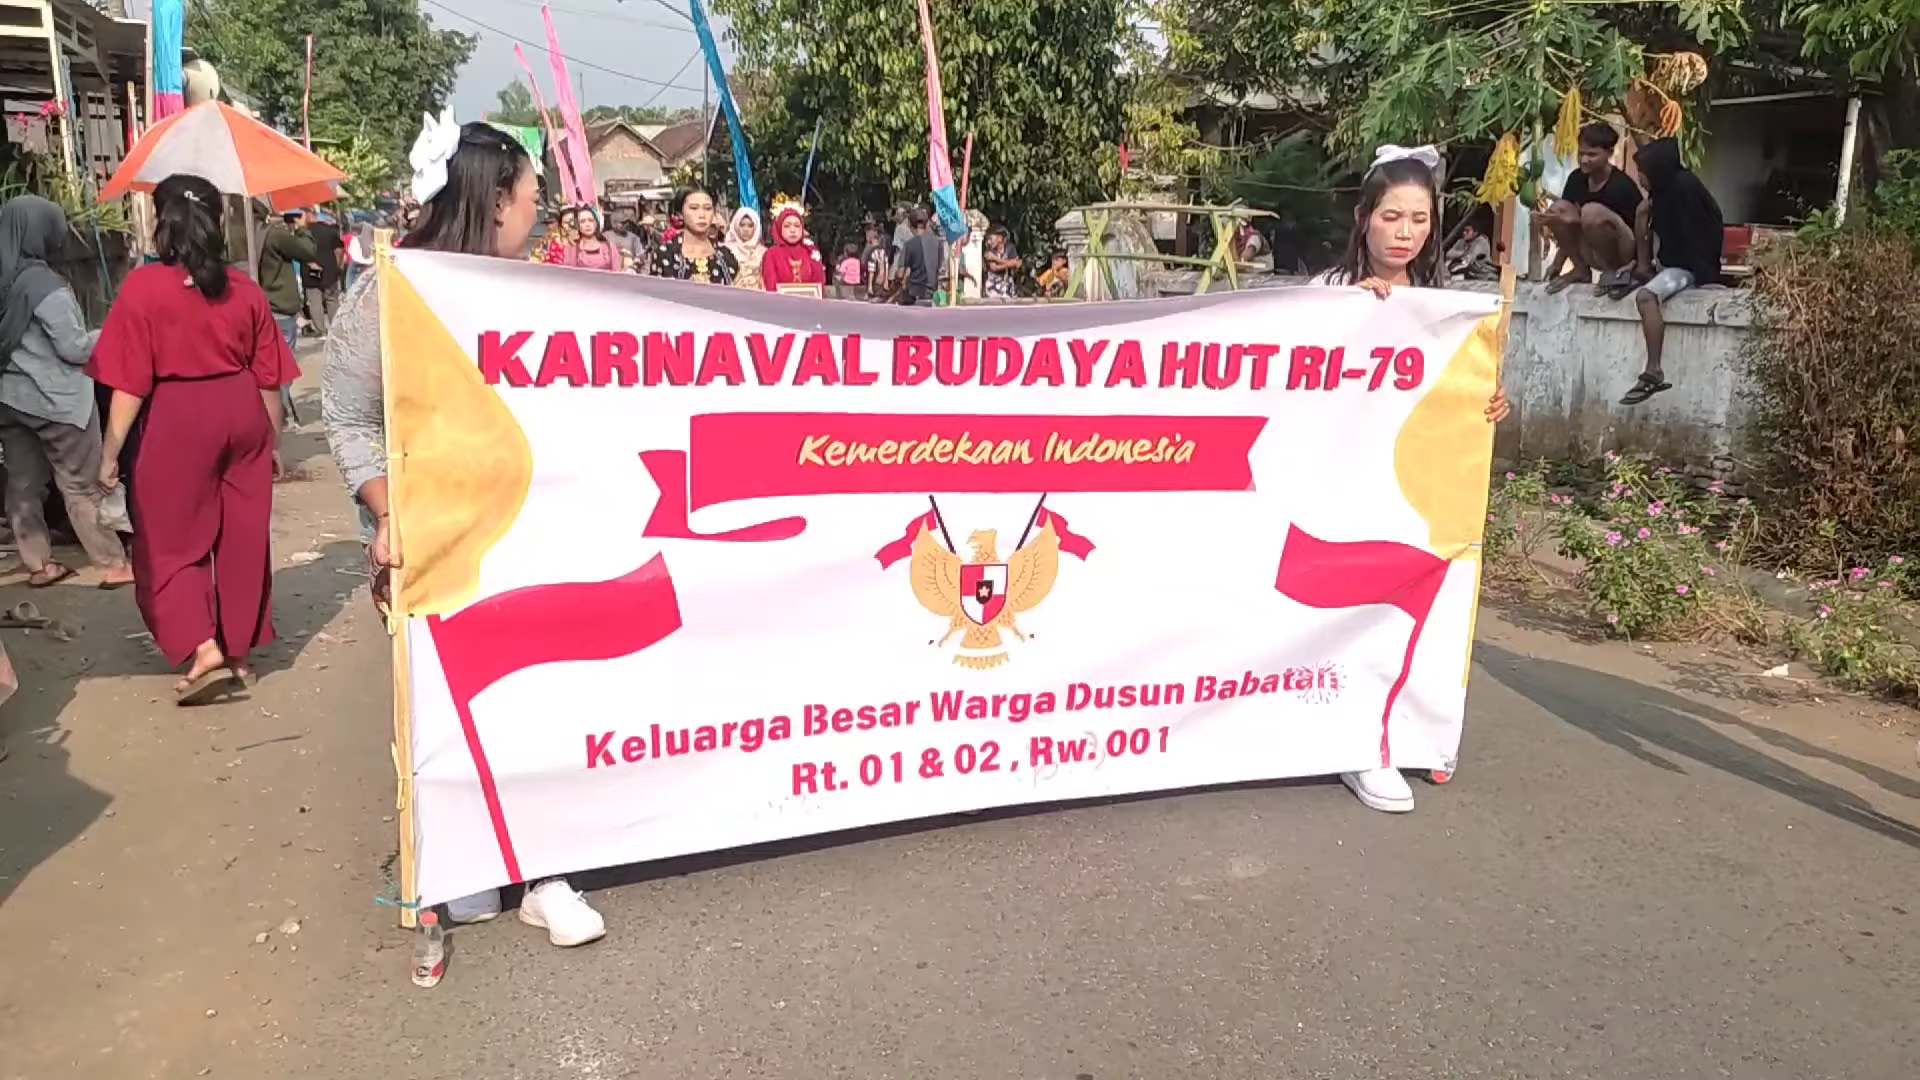 KARNAVAL BUDAYA HUT RI-79
Kemerdekaan Indonesia
Keluarga Besar Warga Dusun Babatan
Rt. 01 & 02 , Rw. 001